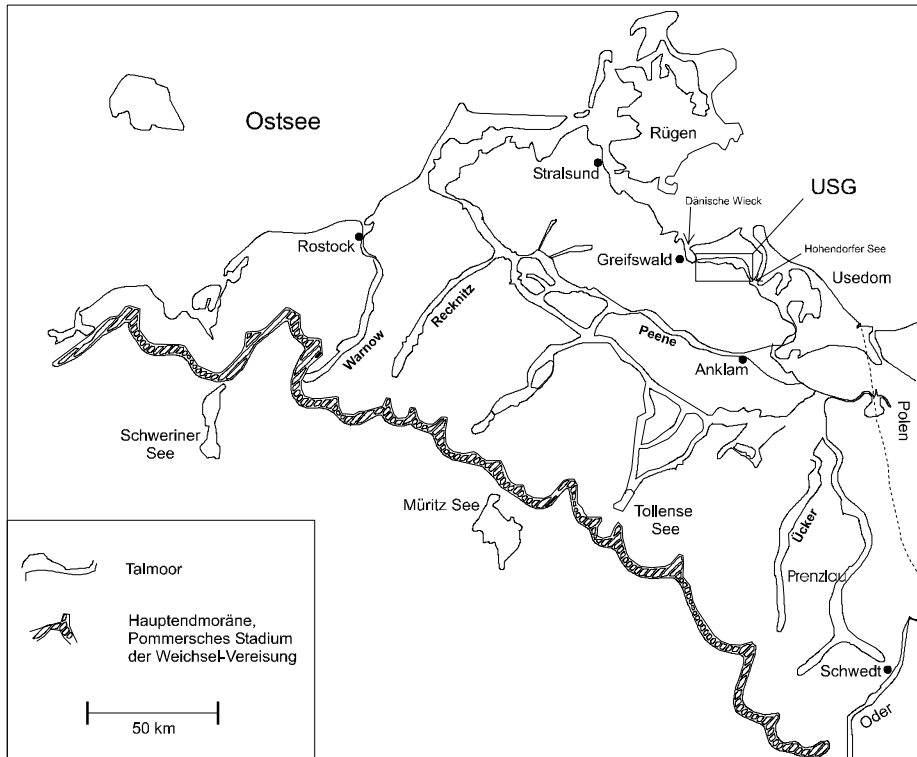 Ostsee
Rügen
Stralsund
USG
Dänische Wieck
Rostock
Hohendorfer See
Greifswald
Usedom
Recknitz
Warnow
Peene
Anklam
Polen
Schweriner
See
Müritz See
Tollense
See
Ücker
Prenzlau
Schwedt
Oder
Talmoor
Hauptendmoräne,
Pommersches Stadium
der Weichsel-Vereisung
50 km